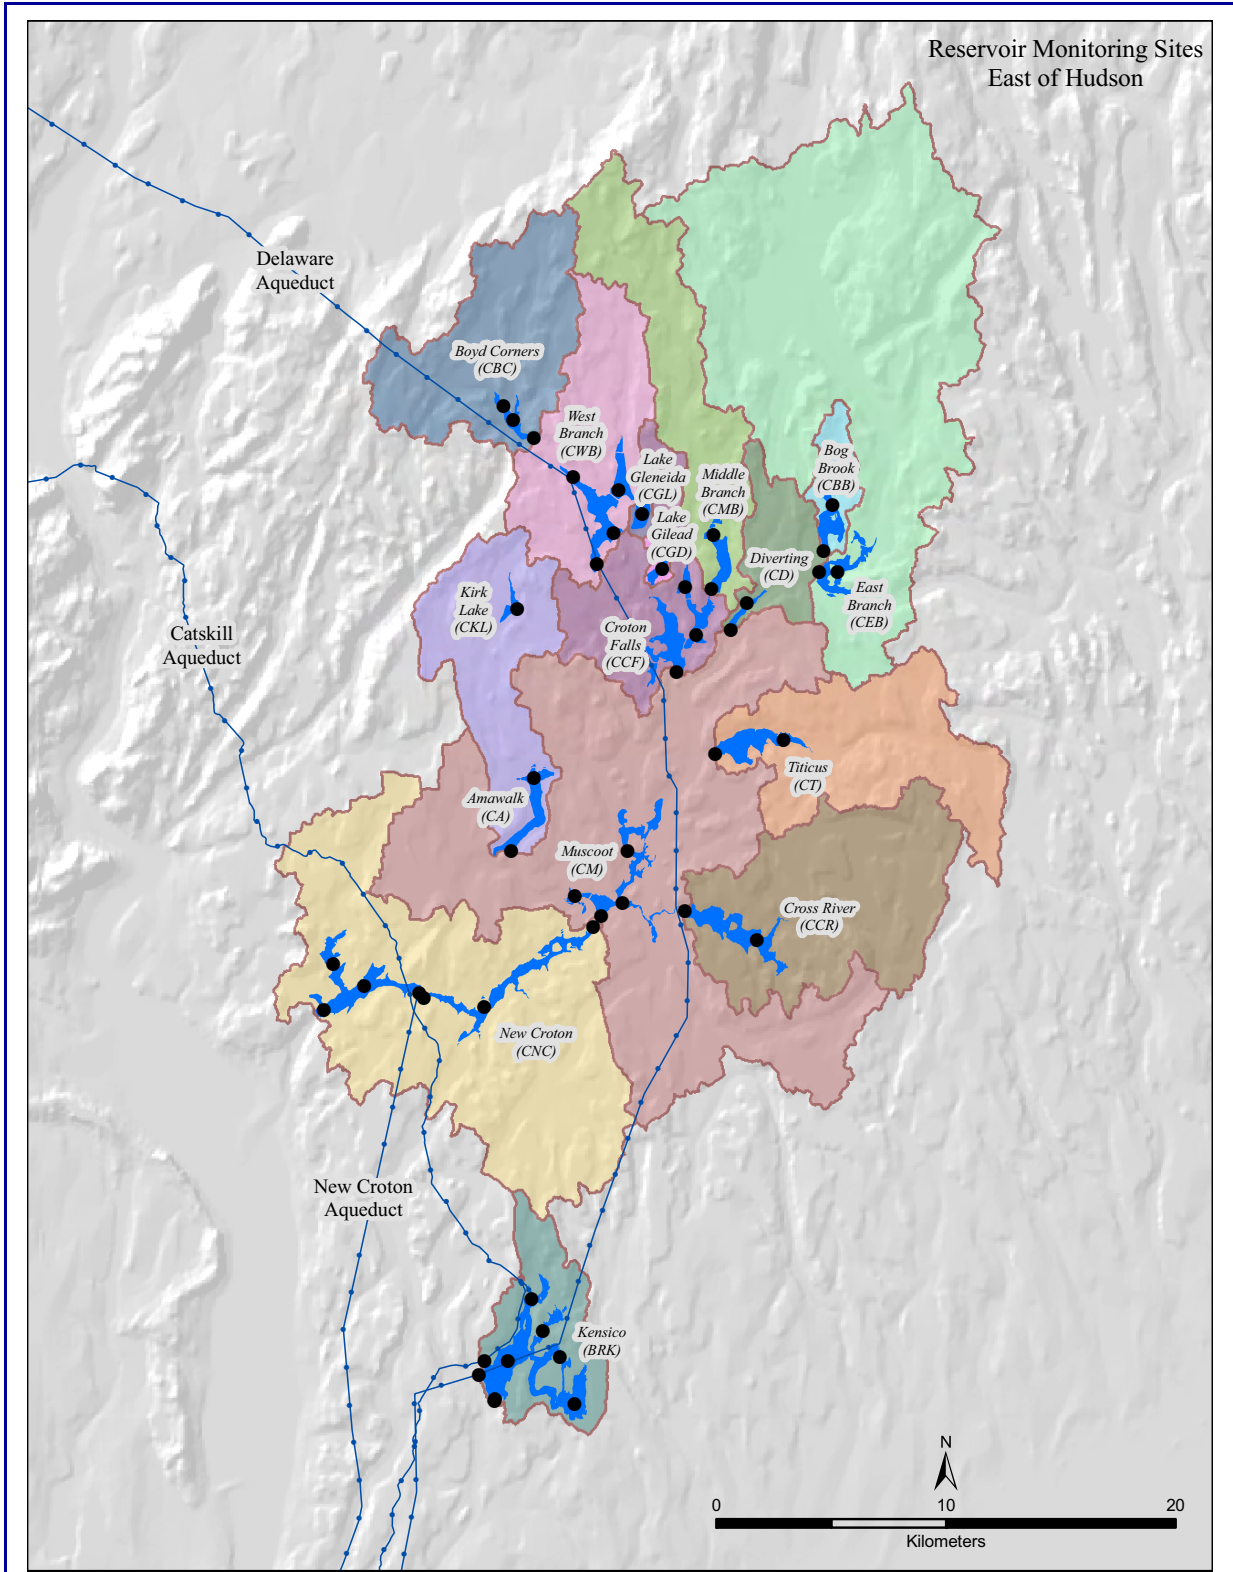 Reservoir Monitoring Sites
East of Hudson
Delaware
Aqueduct
Boyd Corners
(CBC)
West
Branch
(CWB)
Lake
Gleneida
(CGL)
Middle
Branch
(CMB)
Bog
Brook
(CBB)
Lake
Gilead
(CGD)
Diverting
(CD)
East
Branch
(CEB)
Kirk
Lake
(CKL)
Catskill
Aqueduct
Croton
Falls
(CCF)
Titicus
(CT)
Amawalk
(CA)
Muscoot
(CM)
Cross River
(CCR)
New Croton
(CNC)
New Croton
Aqueduct
Kensico
(BRK)
N
0 10 20
Kilometers